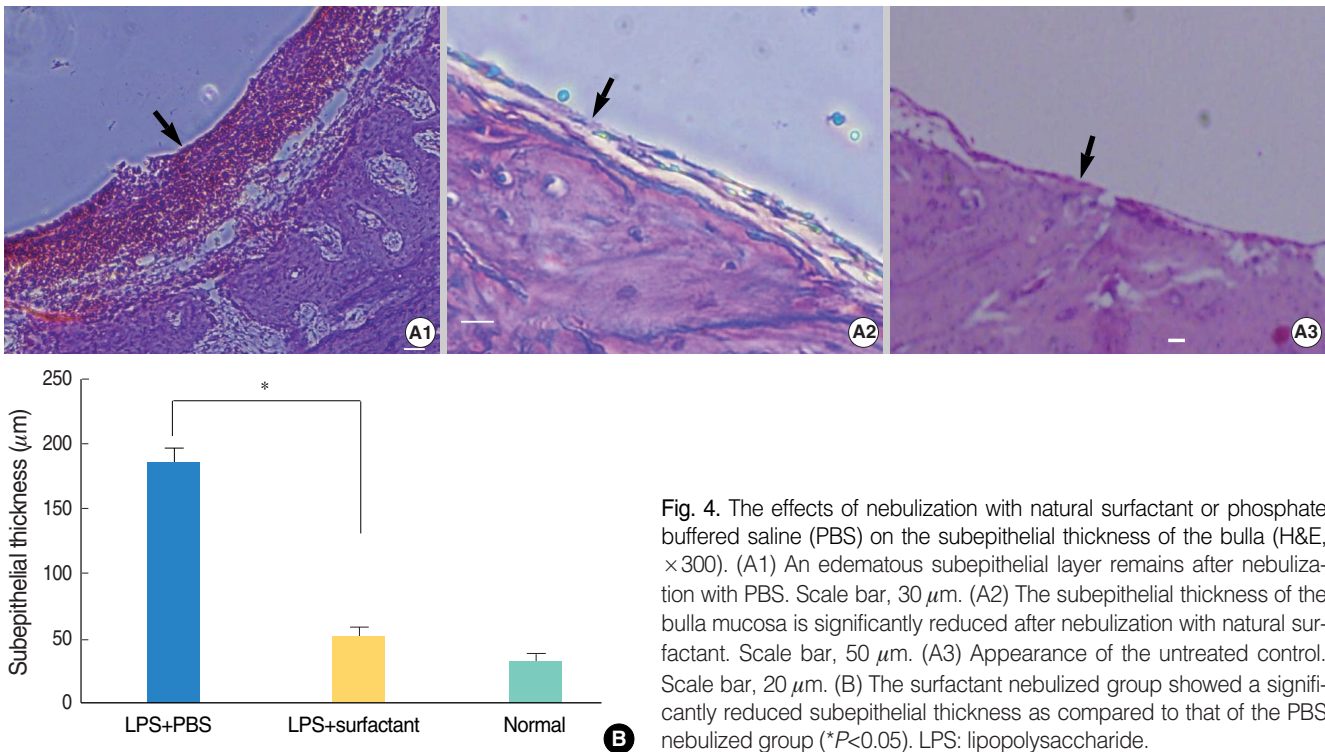 A1
A2
A3
250
200
150
100
50
0
Subepithelial thickness (μm)
*
LPS+PBS
LPS+surfactant
Normal
B
Fig. 4. The effects of nebulization with natural surfactant or phosphate
buffered saline (PBS) on the subepithelial thickness of the bulla (H&E,
×300). (A1) An edematous subepithelial layer remains after nebuliza-
tion with PBS. Scale bar, 30 μm. (A2) The subepithelial thickness of the
bulla mucosa is significantly reduced after nebulization with natural sur-
factant. Scale bar, 50 μm. (A3) Appearance of the untreated control.
Scale bar, 20 μm. (B) The surfactant nebulized group showed a signifi-
cantly reduced subepithelial thickness as compared to that of the PBS
nebulized group (*P<0.05). LPS: lipopolysaccharide.